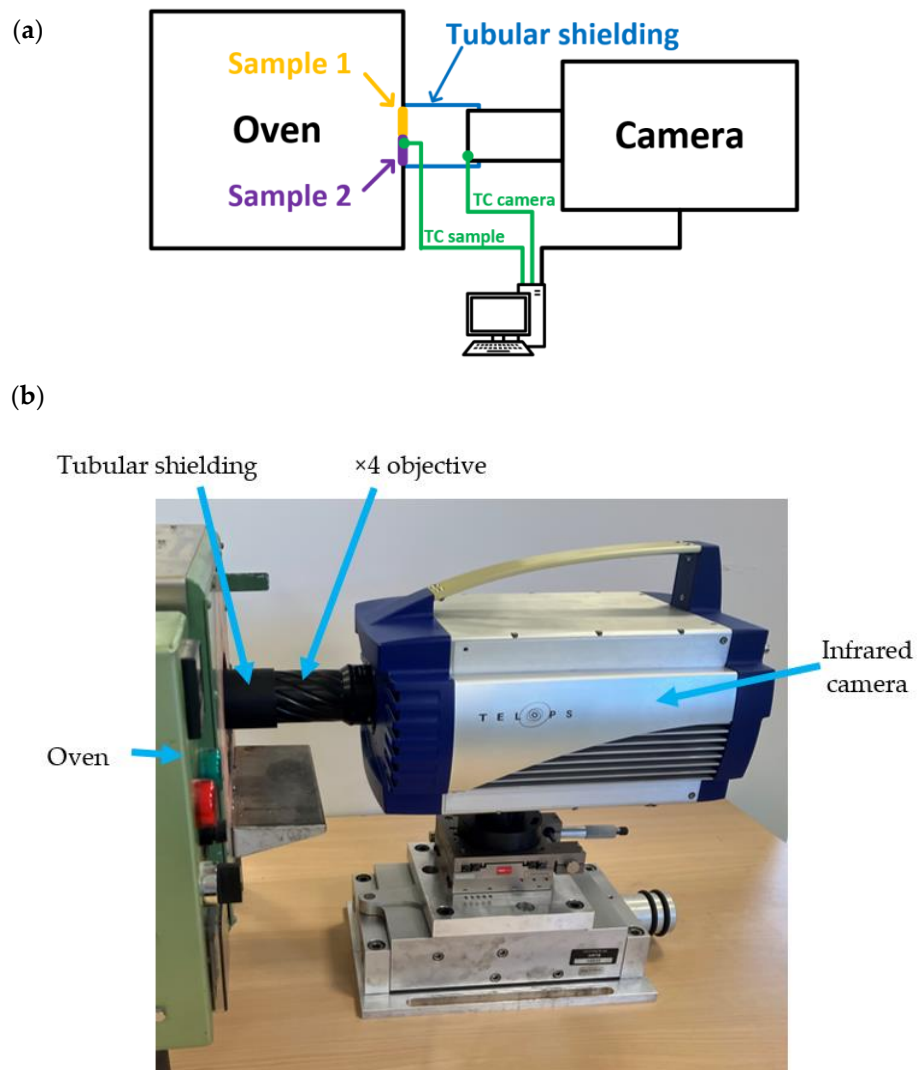 (a)
Tubular shielding
Sample 1
Oven
Camera
Sample 2
TC camera
TC sample
(b)
Tubular shielding
×4 objective
Infrared
camera
TELOPS
Oven